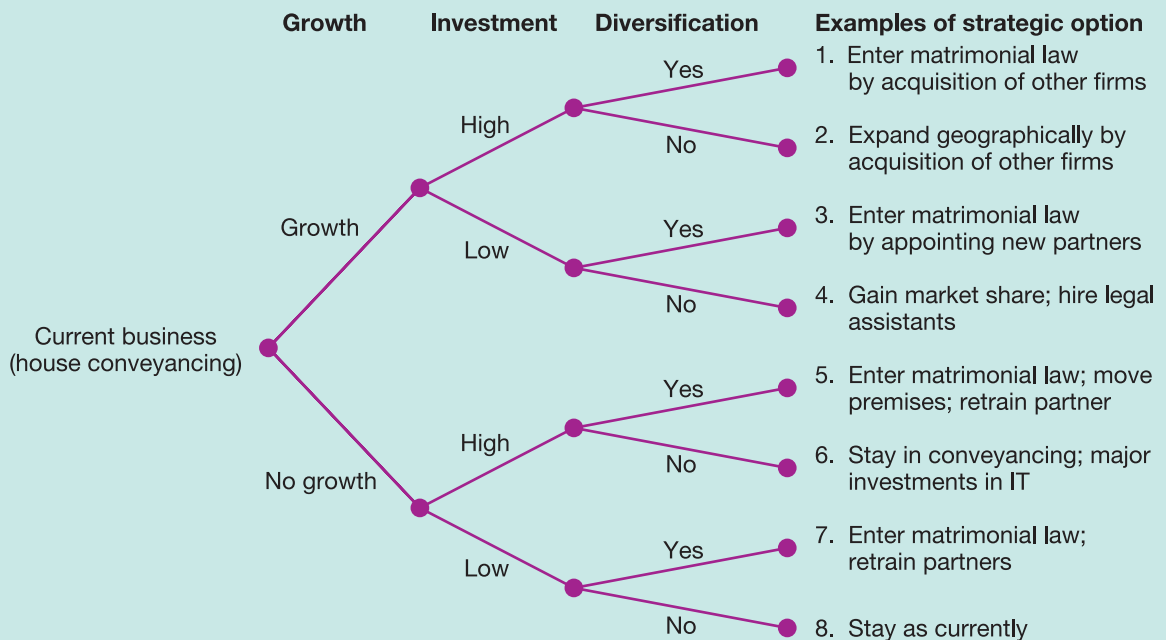 Growth
Investment
Diversification
Examples of strategic option
Yes
1. Enter matrimonial law
by acquisition of other firms
High
No
2. Expand geographically by
acquisition of other firms
Growth
Yes
3. Enter matrimonial law
by appointing new partners
Low
No
4. Gain market share; hire legal
assistants
Current business
(house conveyancing)
Yes
5. Enter matrimonial law; move
premises; retrain partner
High
No growth
No
6. Stay in conveyancing; major
investments in IT
Yes
7. Enter matrimonial law;
retrain partners
Low
No
8. Stay as currently